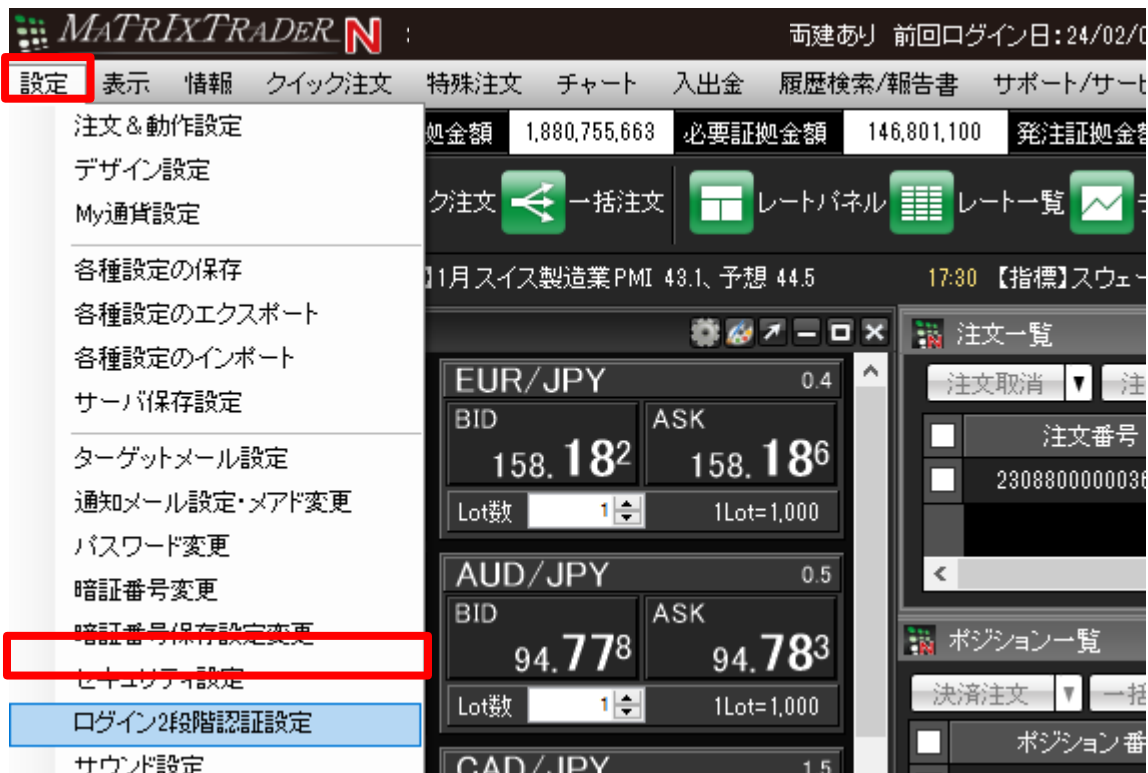 MATRIXTRADER N
両建あり 前回ログイン日:24/02/0
設定 表示 情報 クイック注文 特殊注文 チャート 入出金 履歴検索/報告書 サポート/サー
注文&動作設定
デザイン設定
My通貨設定
各種設定の保存
各種設定のエクスポート
各種設定のインポート
サーバ保存設定
ターゲットメール設定
通知メール設定・メアド変更
パスワード変更
暗証番号変更
暗証番号保存設定変更
セキュリティ設定
ログイン2段階認証設定
サウンド設定
拠金額 1,880,755,663 必要証拠金額 146,801,100 発注証拠金額
ク注文 一括注文 レートパネル レート一覧 チ
1月スイス製造業PMI 43.1、予想 44.5 17:30 【指標】スウェー
EUR/JPY 0.4
BID ASK
158.182 158.186
Lot数 1 1Lot=1,000
AUD/JPY 0.5
BID ASK
94.778 94.783
Lot数 1 1Lot=1,000
CAD/JPY 1.5
注文一覧
注文取消 注
注文番号
2308800000036
ポジション一覧
決済注文 一括
ポジション番